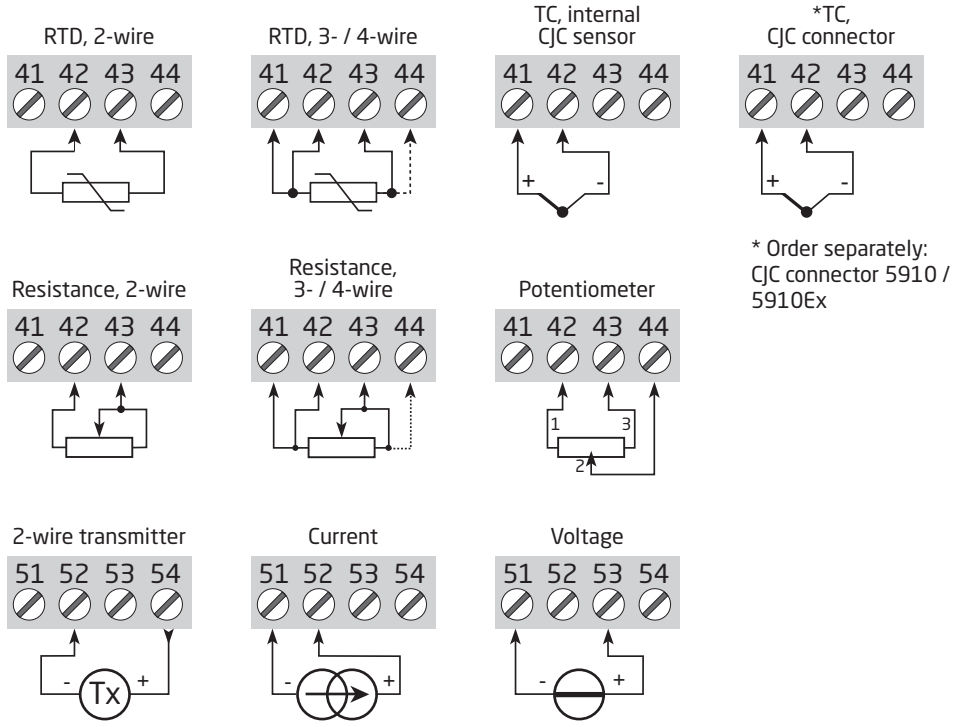 RTD, 2-wire
41 42 43 44
RTD, 3- / 4-wire
41 42 43 44
TC, internal
CJC sensor
41 42 43 44
+ -
*TC,
CJC connector
41 42 43 44
+ -
* Order separately:
CJC connector 5910 /
5910Ex
Resistance, 2-wire
41 42 43 44
Resistance,
3- / 4-wire
41 42 43 44
Potentiometer
41 42 43 44
1 3
2
2-wire transmitter
51 52 53 54
- Tx +
Current
51 52 53 54
- +
Voltage
51 52 53 54
- +